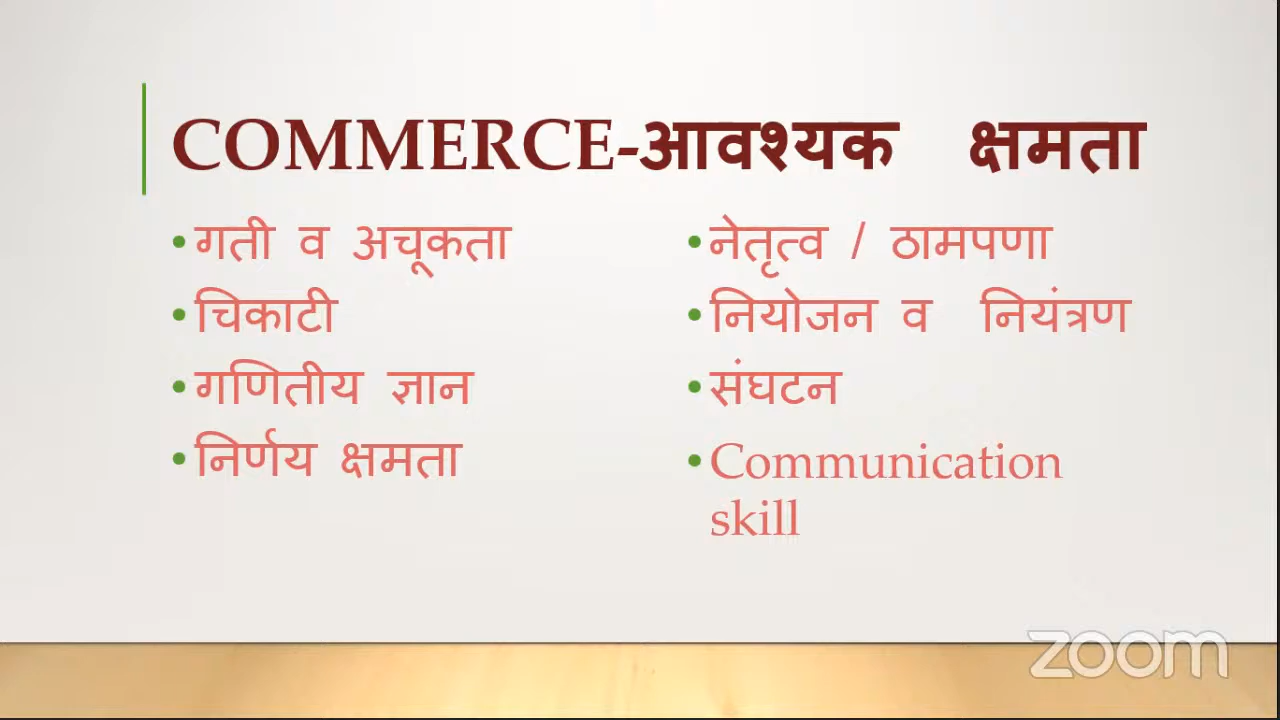 COMMERCE-आवश्यक क्षमता
•गती व अचूकता
•चिकाटी
•गणितीय ज्ञान
•निर्णय क्षमता
•नेतृत्व / ठामपणा
•नियोजन व नियंत्रण
•संघटन
•Communication
skill
zoom